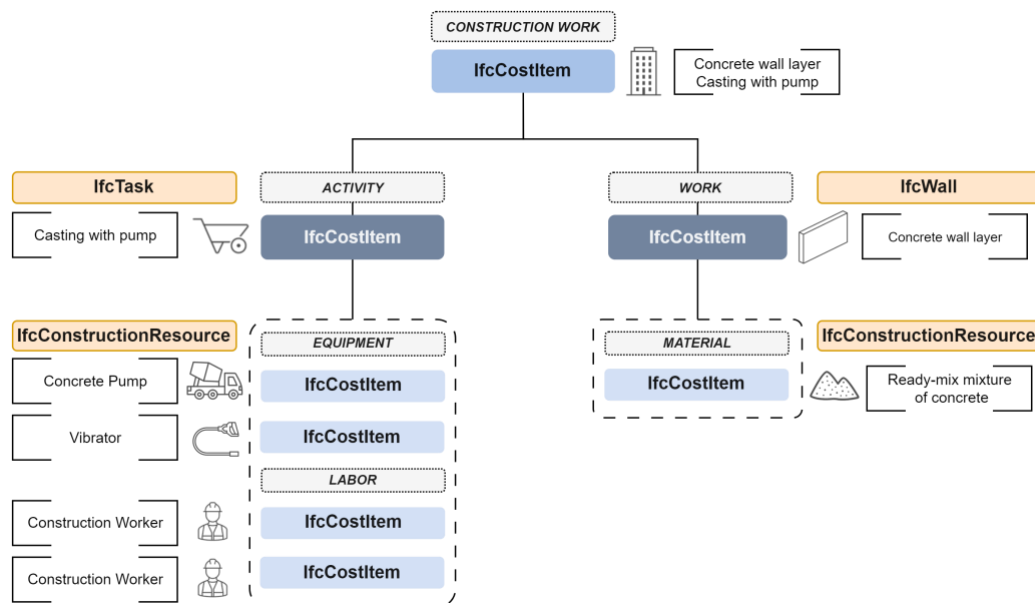 CONSTRUCTION WORK
IfcCostItem
Concrete wall layer
Casting with pump
IfcTask
ACTIVITY
WORK
IfcWall
Casting with pump
IfcCostItem
IfcCostItem
Concrete wall layer
IfcConstructionResource
EQUIPMENT
MATERIAL
IfcConstructionResource
Concrete Pump
IfcCostItem
IfcCostItem
Ready-mix mixture
of concrete
Vibrator
IfcCostItem
LABOR
Construction Worker
IfcCostItem
Construction Worker
IfcCostItem